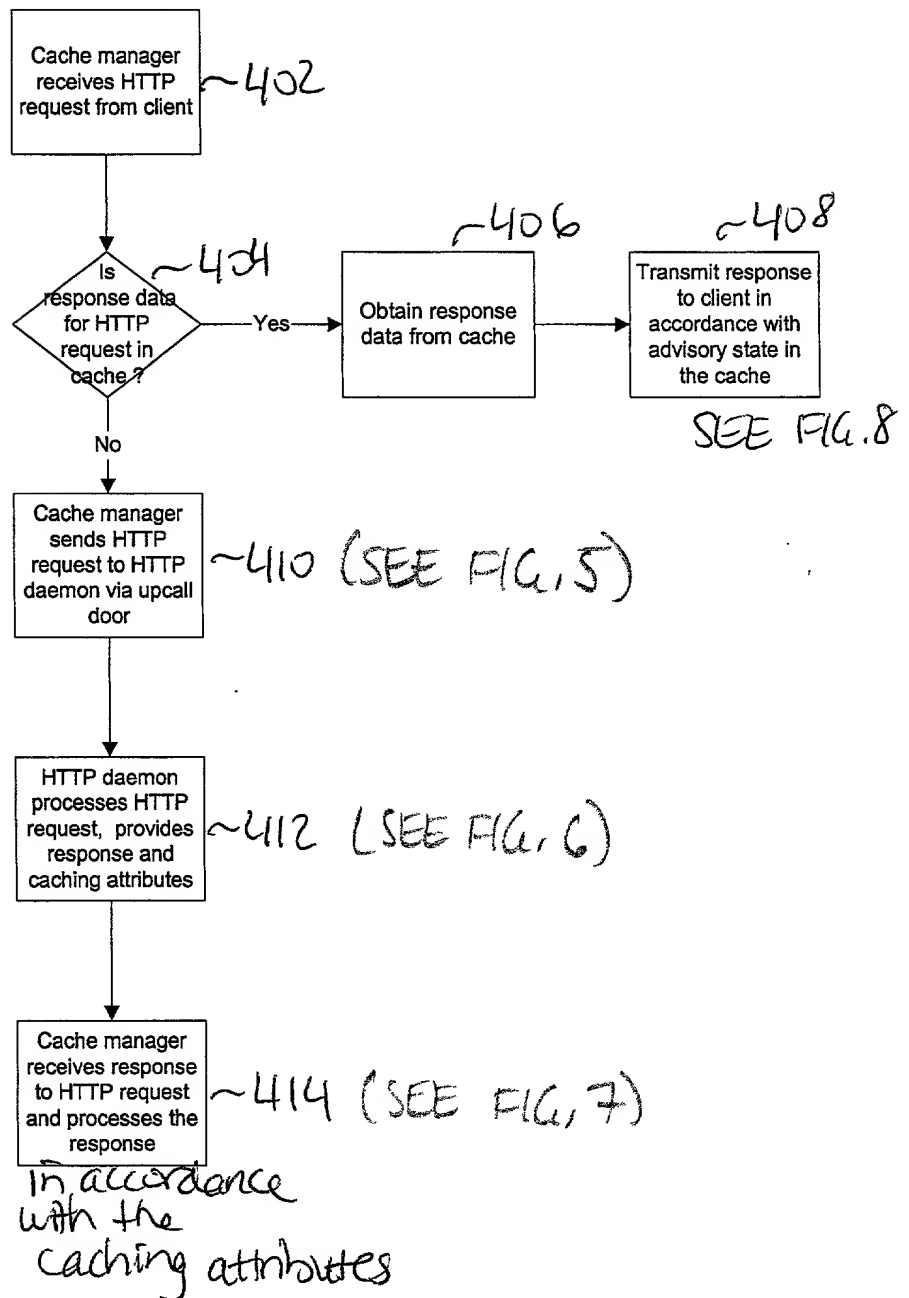 Cache manager
receives HTTP
request from client
~402
Is
response data
for HTTP
request in
cache ?
~404
Yes
~406
Obtain response
data from cache
~408
Transmit response
to client in
accordance with
advisory state in
the cache
SEE FIG.8
No
Cache manager
sends HTTP
request to HTTP
daemon via upcall
door
~410 (SEE FIG, 5)
HTTP daemon
processes HTTP
request, provides
response and
caching attributes
~412 (SEE FIG, 6)
Cache manager
receives response
to HTTP request
and processes the
response
~414 (SEE FIG, 7)
in accordance
with the
caching attributes